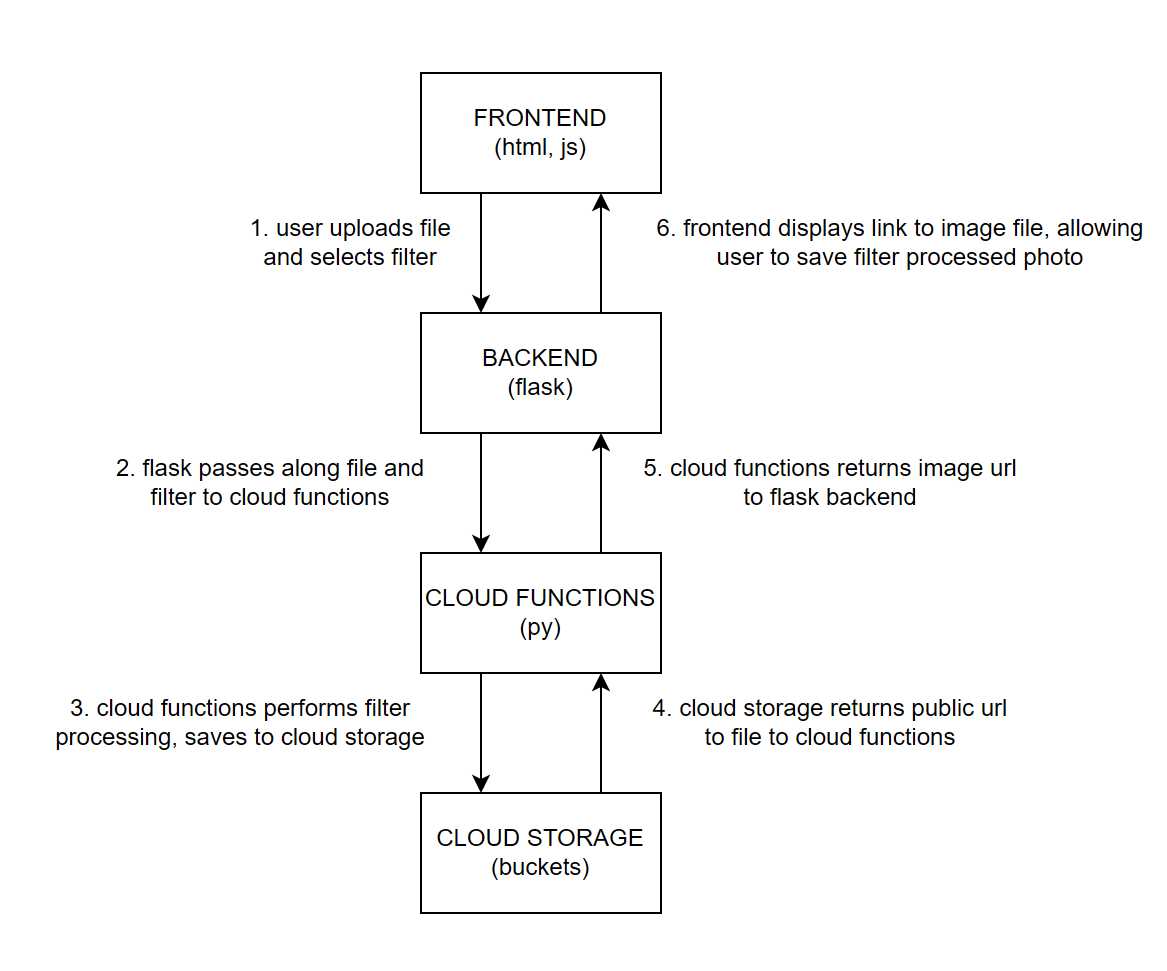 FRONTEND
(html, js)
1. user uploads file
and selects filter
6. frontend displays link to image file, allowing
user to save filter processed photo
BACKEND
(flask)
2. flask passes along file and
filter to cloud functions
5. cloud functions returns image url
to flask backend
CLOUD FUNCTIONS
(py)
3. cloud functions performs filter
processing, saves to cloud storage
4. cloud storage returns public url
to file to cloud functions
CLOUD STORAGE
(buckets)